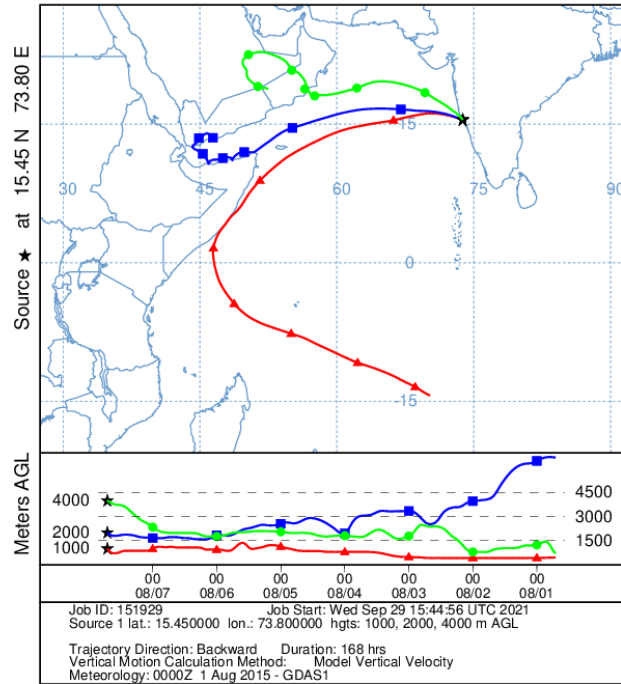 Source ★ at 15.45 N 73.80 E
15
30
45
60
75
90
0
-15
Meters AGL
4000
2000
1000
4500
3000
1500
00 00 00 00 00 00 00
08/07 08/06 08/05 08/04 08/03 08/02 08/01
Job ID: 151929 Job Start: Wed Sep 29 15:44:56 UTC 2021
Source 1 lat.: 15.450000 lon.: 73.800000 hgts: 1000, 2000, 4000 m AGL
Trajectory Direction: Backward Duration: 168 hrs
Vertical Motion Calculation Method: Model Vertical Velocity
Meteorology: 0000Z 1 Aug 2015 - GDAS1